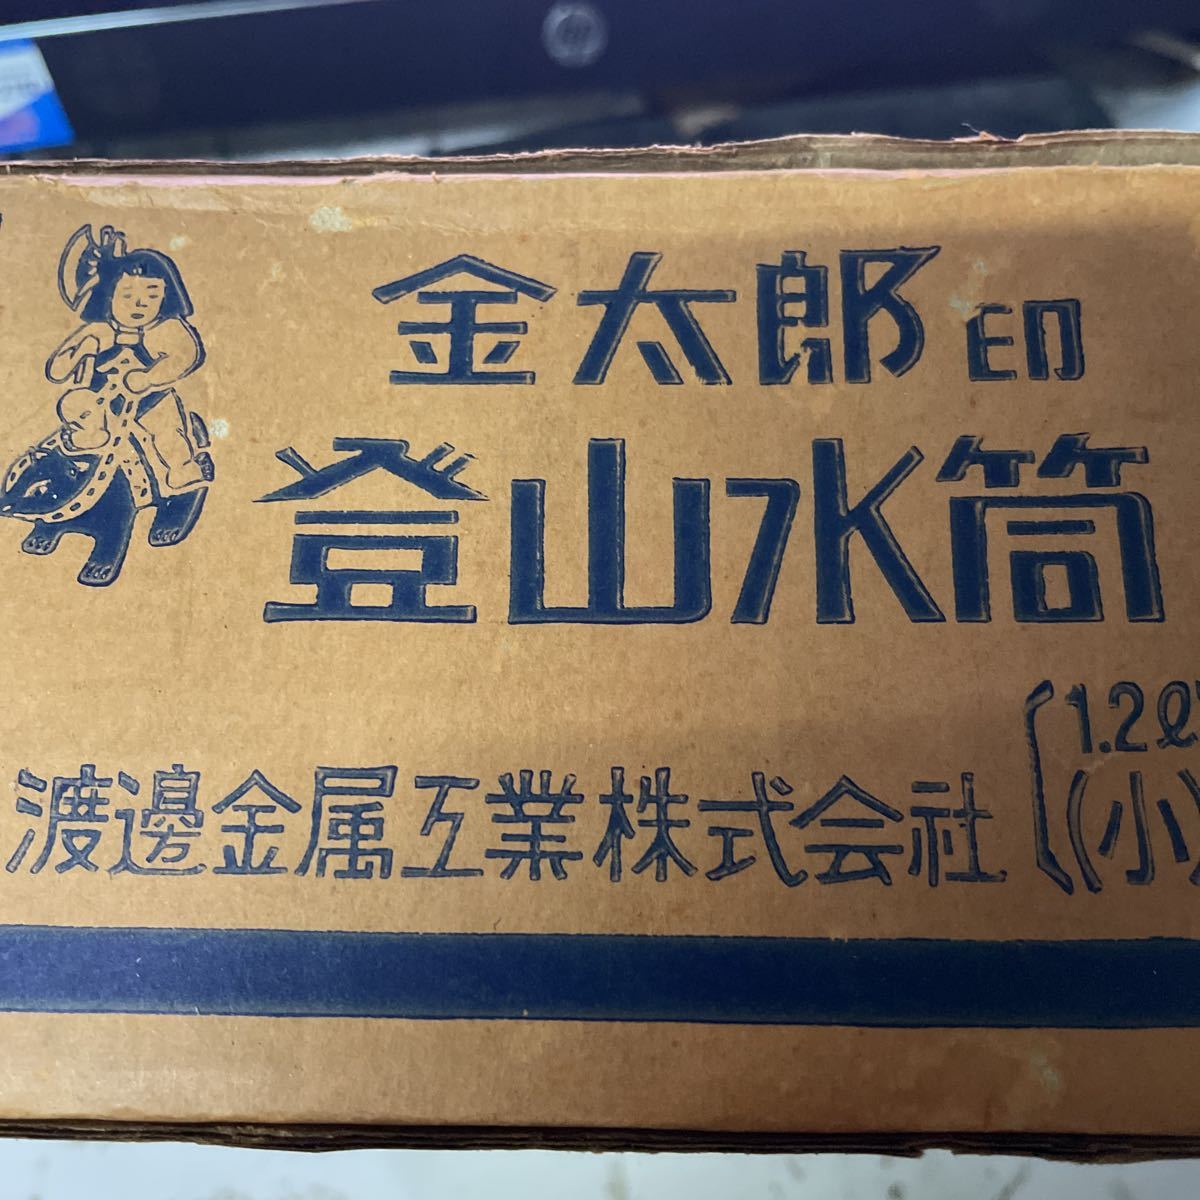 金太郎印
登山水筒
1.2ℓ
(小)
渡邊金属工業株式会社
hp